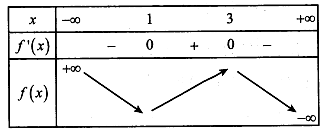 x −∞ 1 3 +∞
f'(x) − 0 + 0 −
f(x) +∞ −∞